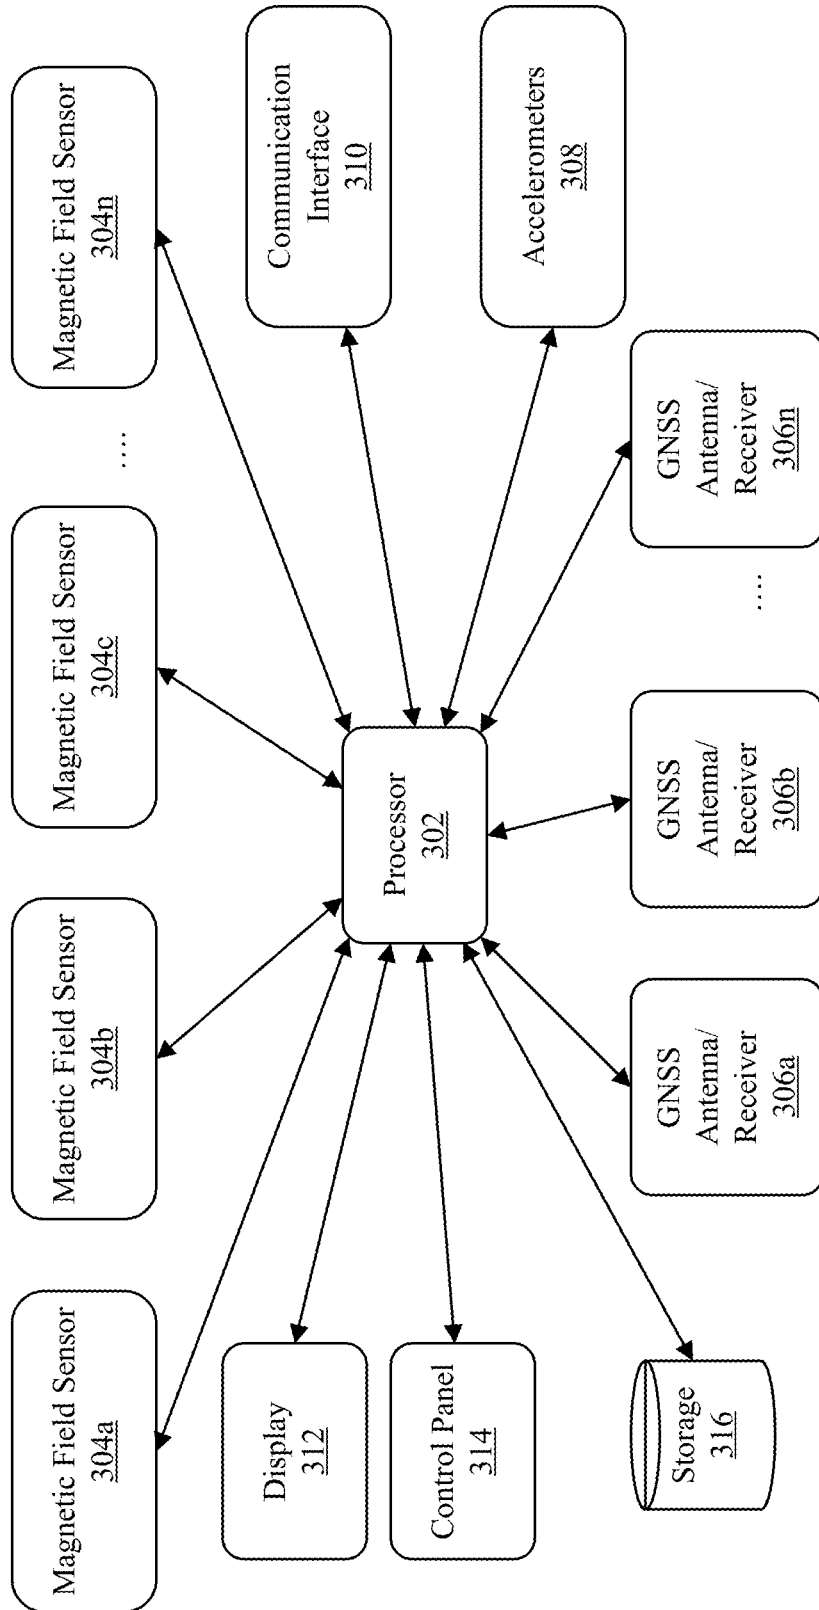 Magnetic Field Sensor
304a
Magnetic Field Sensor
304b
Magnetic Field Sensor
304c
....
Magnetic Field Sensor
304n
Display
312
Control Panel
314
Storage
316
Processor
302
Communication
Interface
310
Accelerometers
308
GNSS
Antenna/
Receiver
306a
GNSS
Antenna/
Receiver
306b
....
GNSS
Antenna/
Receiver
306n